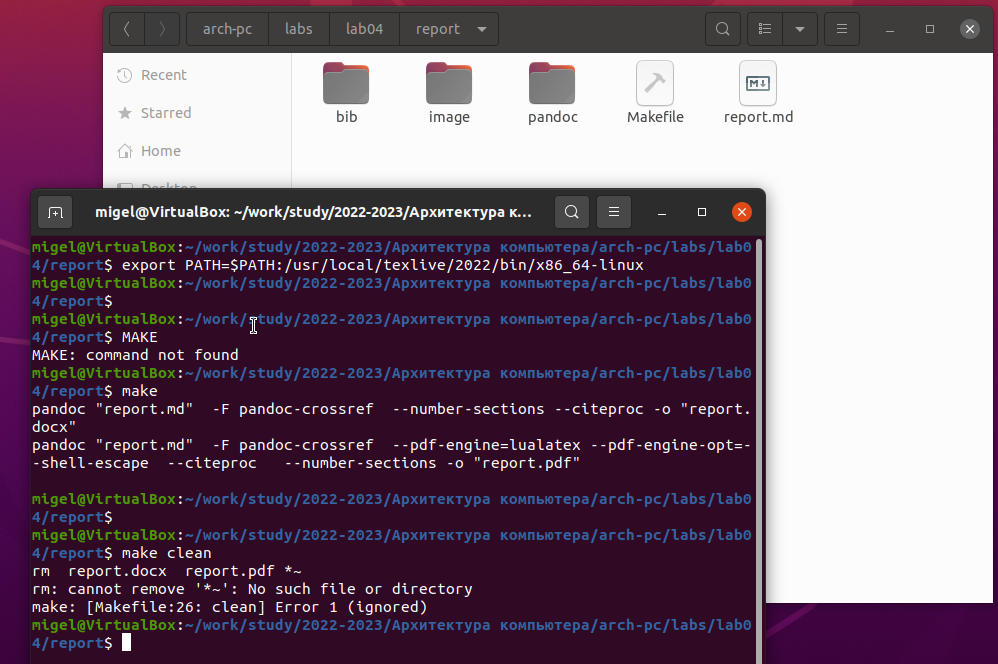 arch-pc labs lab04 report
Recent
Starred
Home
Desktop
bib image pandoc Makefile report.md
migel@VirtualBox: ~/work/study/2022-2023/Архитектура к...
migel@VirtualBox:~/work/study/2022-2023/Архитектура компьютера/arch-pc/labs/lab0
4/report$ export PATH=$PATH:/usr/local/texlive/2022/bin/x86_64-linux
migel@VirtualBox:~/work/study/2022-2023/Архитектура компьютера/arch-pc/labs/lab0
4/report$
migel@VirtualBox:~/work/study/2022-2023/Архитектура компьютера/arch-pc/labs/lab0
4/report$ MAKE
MAKE: command not found
migel@VirtualBox:~/work/study/2022-2023/Архитектура компьютера/arch-pc/labs/lab0
4/report$ make
pandoc "report.md"  -F pandoc-crossref  --number-sections --citeproc -o "report.
docx"
pandoc "report.md"  -F pandoc-crossref  --pdf-engine=lualatex --pdf-engine-opt=-
-shell-escape  --citeproc   --number-sections -o "report.pdf"
migel@VirtualBox:~/work/study/2022-2023/Архитектура компьютера/arch-pc/labs/lab0
4/report$
migel@VirtualBox:~/work/study/2022-2023/Архитектура компьютера/arch-pc/labs/lab0
4/report$ make clean
rm  report.docx  report.pdf *~
rm: cannot remove '*~': No such file or directory
make: [Makefile:26: clean] Error 1 (ignored)
migel@VirtualBox:~/work/study/2022-2023/Архитектура компьютера/arch-pc/labs/lab0
4/report$